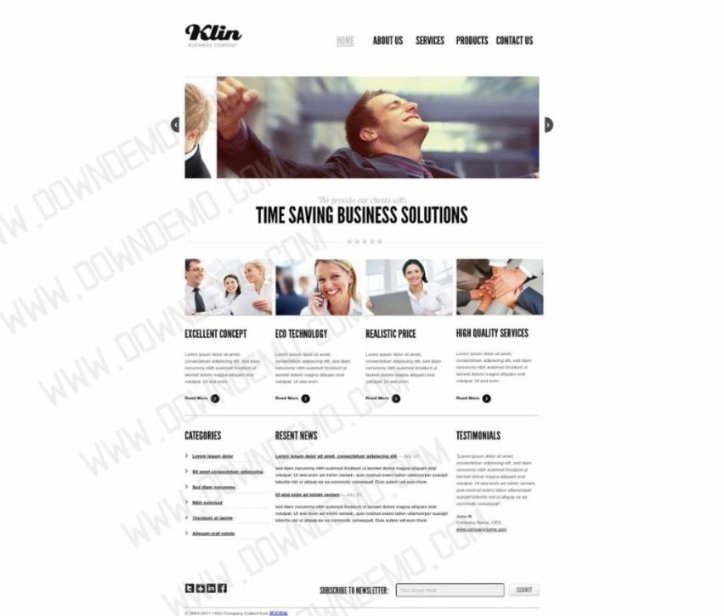 Klin
BUSINESS COMPANY
HOME ABOUT US SERVICES PRODUCTS CONTACT US
We provide our clients with
TIME SAVING BUSINESS SOLUTIONS
EXCELLENT CONCEPT
Lorem ipsum dolor sit amet,
consectetuer adipiscing elit, sed diam
nonummy nibh euismod tincidunt ut
laoreet dolore magna aliquam erat
volutpat. Ut wisi enim
Read More
ECO TECHNOLOGY
Lorem ipsum dolor sit amet,
consectetuer adipiscing elit, sed diam
nonummy nibh euismod tincidunt ut
laoreet dolore magna aliquam erat
volutpat. Ut wisi enim
Read More
REALISTIC PRICE
Lorem ipsum dolor sit amet,
consectetuer adipiscing elit, sed diam
nonummy nibh euismod tincidunt ut
laoreet dolore magna aliquam erat
volutpat. Ut wisi enim
Read More
HIGH QUALITY SERVICES
Lorem ipsum dolor sit amet,
consectetuer adipiscing elit, sed diam
nonummy nibh euismod tincidunt ut
laoreet dolore magna aliquam erat
volutpat. Ut wisi enim
Read More
CATEGORIES
Lorem ipsum dolor
Sit amet consectetuer adipiscing
Sed diam nonummy
Nibh euismod
Tincidunt ut laoreet
Aliquam erat volutp
RESENT NEWS
Lorem ipsum dolor sit amet, consectetuer adipiscing elit — July 25
sed diam nonummy nibh euismod tincidunt ut laoreet dolore magna aliquam erat
volutpat. Ut wisi enim ad minim veniam, quis nostrud exerci tation ullamcorper suscipit
lobortis nisl ut aliquip ex ea commodo consequat. Duis autem vel eum iriure
Ut wisi enim ad minim veniam — July 25
sed diam nonummy nibh euismod tincidunt ut laoreet dolore magna aliquam erat
volutpat. Ut wisi enim ad minim veniam, quis nostrud exerci tation ullamcorper suscipit
lobortis nisl ut aliquip ex ea commodo consequat. Duis autem vel eum iriure
TESTIMONIALS
"Lorem ipsum dolor sit amet,
consectetuer adipiscing elit, sed diam
nonummy nibh euismod tincidunt ut
laoreet dolore magna aliquam erat
volutpat. Ut wisi enim ad minim veniam,
quis nostrud exerci tation ullamcorper
suscipit lobortis nisl ut aliquip ex ea
commodo consequat"
John R
Company Name, CEO
www.companyname.com
SUBSCRIBE TO NEWSLETTER: SUBMIT
Klin Company Collect from
WWW.DOWNDEMO.COM
WWW.DOWNDEMO.COM
WWW.DOWNDEMO.COM
WWW.DOWNDEMO.COM
WWW.DOWNDEMO.COM
WWW.DOWNDEMO.COM